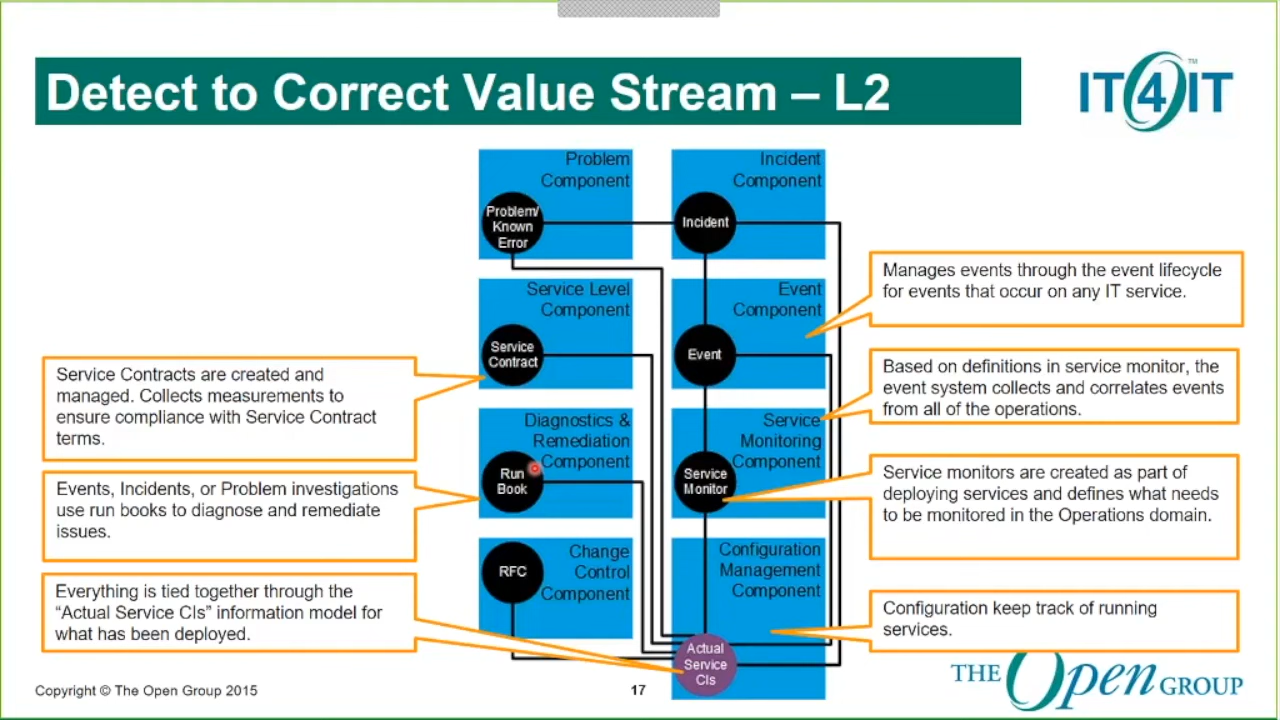 Detect to Correct Value Stream – L2
IT4IT™
Problem
Component
Problem/
Known
Error
Incident
Component
Incident
Service Level
Component
Service
Contract
Event
Component
Event
Diagnostics &
Remediation
Component
Run
Book
Service
Monitoring
Component
Service
Monitor
Change
Control
Component
RFC
Configuration
Management
Component
Actual
Service
CIs
Service Contracts are created and
managed. Collects measurements to
ensure compliance with Service Contract
terms.
Events, Incidents, or Problem investigations
use run books to diagnose and remediate
issues.
Everything is tied together through the
“Actual Service CIs” information model for
what has been deployed.
Manages events through the event lifecycle
for events that occur on any IT service.
Based on definitions in service monitor, the
event system collects and correlates events
from all of the operations.
Service monitors are created as part of
deploying services and defines what needs
to be monitored in the Operations domain.
Configuration keep track of running
services.
Copyright © The Open Group 2015
17
THE Open GROUP